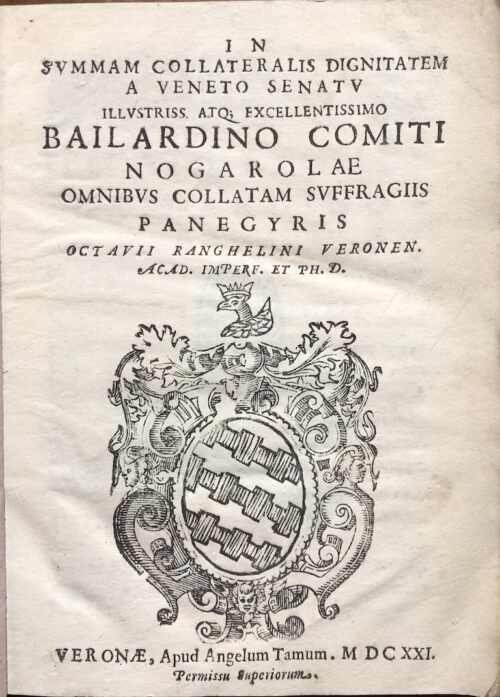 IN
SVMMAM COLLATERALIS DIGNITATEM
A VENETO SENATV
ILLVSTRISS. ATQ; EXCELLENTISSIMO
BAILARDINO COMITI
NOGAROLAE
OMNIBVS COLLATAM SVFFRAGIIS
PANEGYRIS
OCTAVII RANGHELINI VERONEN.
ACAD. IMPERF. ET PH. D.
VERONÆ, Apud Angelum Tamum. M DC XXI.
Permissu Superiorum.